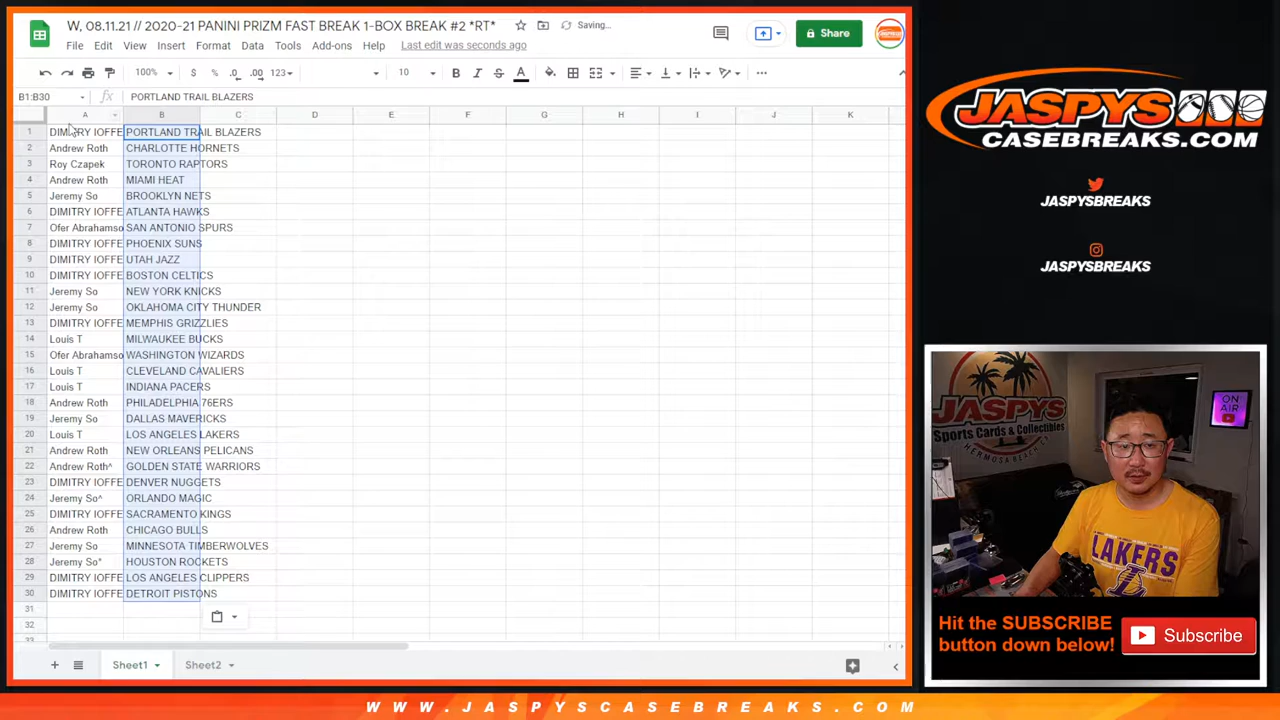 W, 08.11.21 // 2020-21 PANINI PRIZM FAST BREAK 1-BOX BREAK #2 *RT*
Saving...
File Edit View Insert Format Data Tools Add-ons Help Last edit was seconds ago
Share
100% $ % .0 .00 123 10 B I S A
B1:B30 fx PORTLAND TRAIL BLAZERS
A B C D E F G H I J K
1 DIMITRY IOFFE PORTLAND TRAIL BLAZERS
2 Andrew Roth CHARLOTTE HORNETS
3 Roy Czapek TORONTO RAPTORS
4 Andrew Roth MIAMI HEAT
5 Jeremy So BROOKLYN NETS
6 DIMITRY IOFFE ATLANTA HAWKS
7 Ofer Abrahamso SAN ANTONIO SPURS
8 DIMITRY IOFFE PHOENIX SUNS
9 DIMITRY IOFFE UTAH JAZZ
10 DIMITRY IOFFE BOSTON CELTICS
11 Jeremy So NEW YORK KNICKS
12 Jeremy So OKLAHOMA CITY THUNDER
13 DIMITRY IOFFE MEMPHIS GRIZZLIES
14 Louis T MILWAUKEE BUCKS
15 Ofer Abrahamso WASHINGTON WIZARDS
16 Louis T CLEVELAND CAVALIERS
17 Louis T INDIANA PACERS
18 Andrew Roth PHILADELPHIA 76ERS
19 Jeremy So DALLAS MAVERICKS
20 Louis T LOS ANGELES LAKERS
21 Andrew Roth NEW ORLEANS PELICANS
22 Andrew Roth^ GOLDEN STATE WARRIORS
23 DIMITRY IOFFE DENVER NUGGETS
24 Jeremy So^ ORLANDO MAGIC
25 DIMITRY IOFFE SACRAMENTO KINGS
26 Andrew Roth CHICAGO BULLS
27 Jeremy So MINNESOTA TIMBERWOLVES
28 Jeremy So* HOUSTON ROCKETS
29 DIMITRY IOFFE LOS ANGELES CLIPPERS
30 DIMITRY IOFFE DETROIT PISTONS
31
32
33
Sheet1 Sheet2
JASPYS
CASEBREAKS.COM
JASPYSBREAKS
JASPYSBREAKS
JASPYS
Sports Cards & Collectibles
HERMOSA BEACH CA
ON AIR
LAKERS
Hit the SUBSCRIBE
button down below!
Subscribe
WWW.JASPYSCASEBREAKS.COM